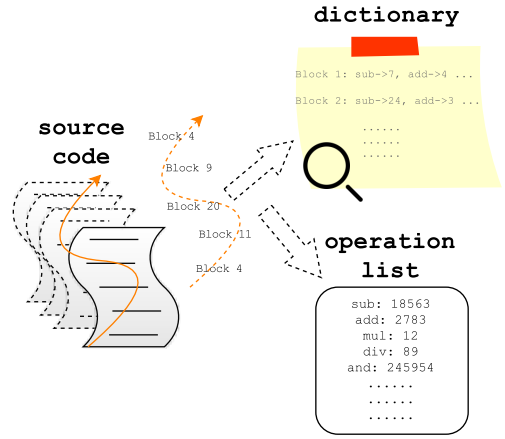 dictionary
Block 1: sub->7, add->4 ...
Block 2: sub->24, add->3 ...
......
......
......
source
code
Block 4
Block 9
Block 20
Block 11
Block 4
operation
list
sub: 18563
add: 2783
mul: 12
div: 89
and: 245954
......
......
......